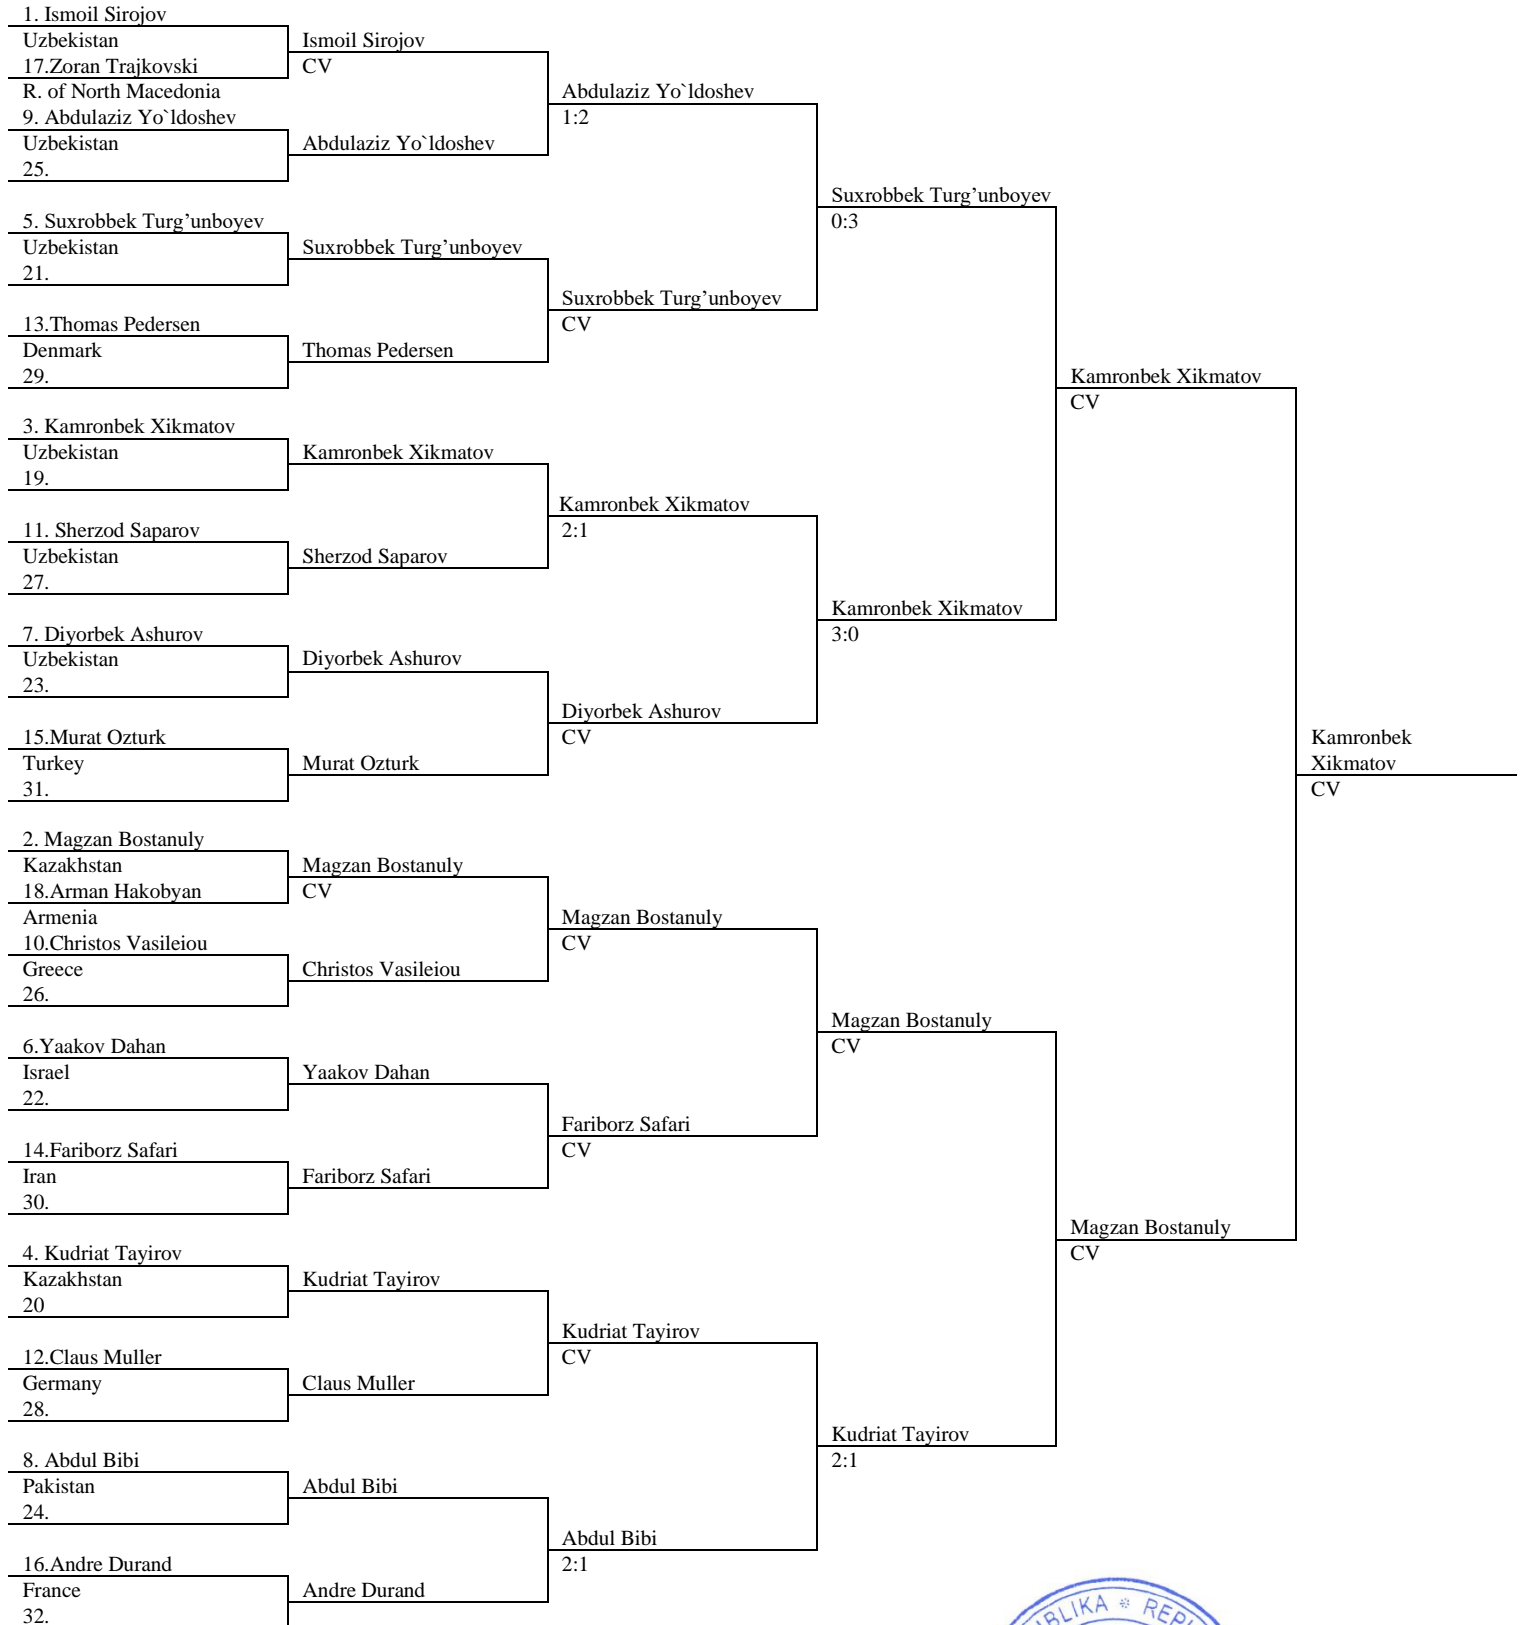 1. Ismoil Sirojov
Uzbekistan
17.Zoran Trajkovski
R. of North Macedonia
9. Abdulaziz Yo`ldoshev
Uzbekistan
25.
5. Suxrobbek Turg’unboyev
Uzbekistan
21.
13.Thomas Pedersen
Denmark
29.
3. Kamronbek Xikmatov
Uzbekistan
19.
11. Sherzod Saparov
Uzbekistan
27.
7. Diyorbek Ashurov
Uzbekistan
23.
15.Murat Ozturk
Turkey
31.
2. Magzan Bostanuly
Kazakhstan
18.Arman Hakobyan
Armenia
10.Christos Vasileiou
Greece
26.
6.Yaakov Dahan
Israel
22.
14.Fariborz Safari
Iran
30.
4. Kudriat Tayirov
Kazakhstan
20
12.Claus Muller
Germany
28.
8. Abdul Bibi
Pakistan
24.
16.Andre Durand
France
32.
Ismoil Sirojov
CV
Abdulaziz Yo`ldoshev
Suxrobbek Turg’unboyev
Thomas Pedersen
Kamronbek Xikmatov
Sherzod Saparov
Diyorbek Ashurov
Murat Ozturk
Magzan Bostanuly
CV
Christos Vasileiou
Yaakov Dahan
Fariborz Safari
Kudriat Tayirov
Claus Muller
Abdul Bibi
Andre Durand
Abdulaziz Yo`ldoshev
1:2
Suxrobbek Turg’unboyev
CV
Kamronbek Xikmatov
2:1
Diyorbek Ashurov
CV
Magzan Bostanuly
CV
Fariborz Safari
CV
Kudriat Tayirov
CV
Abdul Bibi
2:1
Suxrobbek Turg’unboyev
0:3
Kamronbek Xikmatov
3:0
Magzan Bostanuly
CV
Kudriat Tayirov
2:1
Kamronbek Xikmatov
CV
Magzan Bostanuly
CV
Kamronbek
Xikmatov
CV